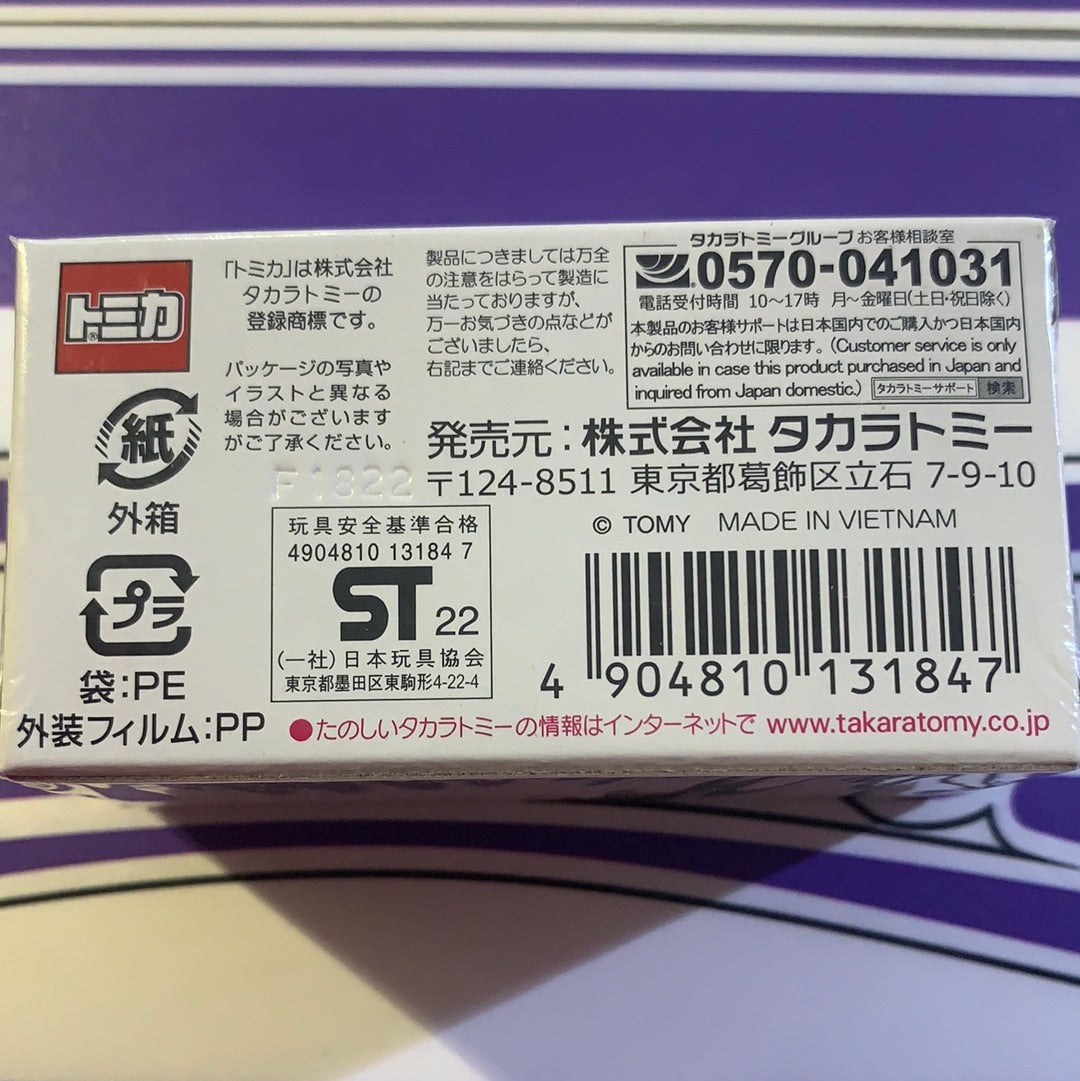 トミカ®
「トミカ」は株式会社
タカラトミーの
登録商標です。
パッケージの写真や
イラストと異なる
場合がございます
がご了承ください。
製品につきましては万全
の注意をはらって製造に
当たっておりますが、
万一お気づきの点などが
ございましたら、
右記までご連絡ください。
タカラトミーグループ お客様相談室
0570-041031
電話受付時間 10〜17時 月〜金曜日(土日・祝日除く)
本製品のお客様サポートは日本国内でのご購入かつ日本国内
からのお問い合わせに限ります。(Customer service is only
available in case this product purchased in Japan and
inquired from Japan domestic.) タカラトミーサポート 検索
発売元:株式会社 タカラトミー
〒124-8511 東京都葛飾区立石 7-9-10
© TOMY MADE IN VIETNAM
紙
外箱
プラ
袋:PE
外装フィルム:PP
F1822
玩具安全基準合格
4904810 13184 7
ST 22
(一社)日本玩具協会
東京都墨田区東駒形4-22-4
4 904810 131847
●たのしいタカラトミーの情報はインターネットで www.takaratomy.co.jp